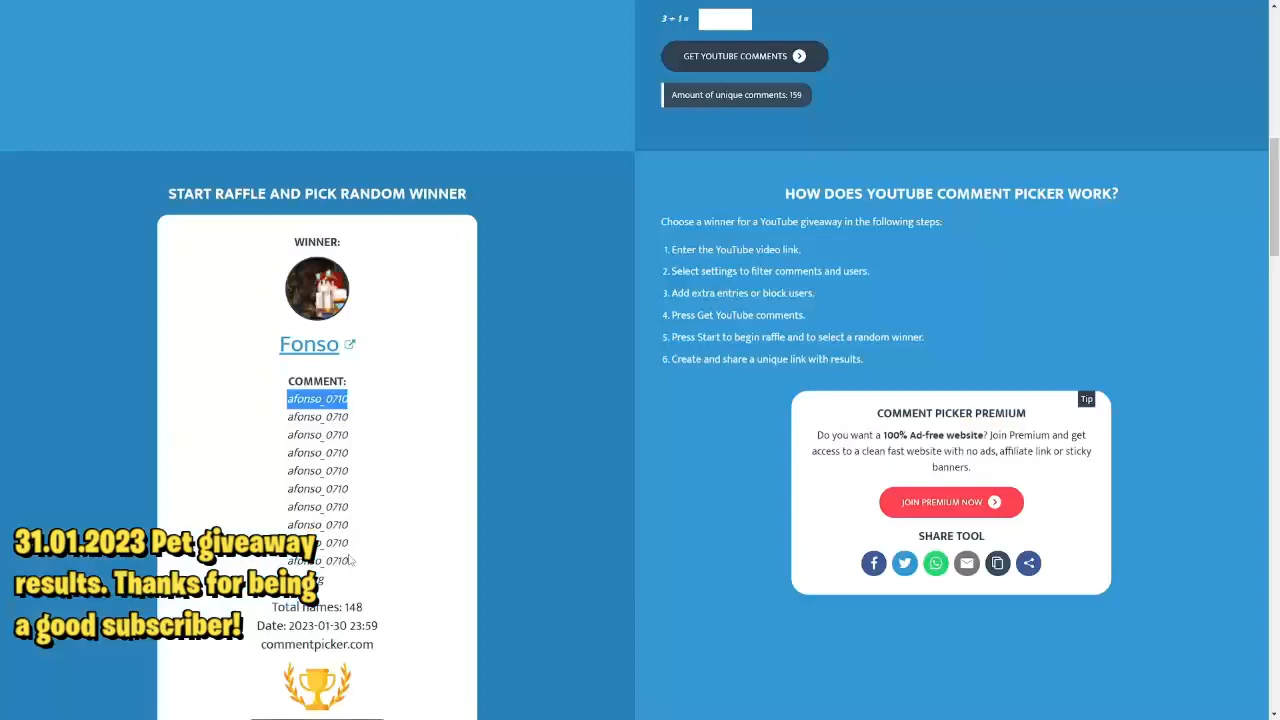 3 ÷ 1 =
GET YOUTUBE COMMENTS
Amount of unique comments: 159
START RAFFLE AND PICK RANDOM WINNER
WINNER:
Fonso
COMMENT:
afonso_0710
afonso_0710
afonso_0710
afonso_0710
afonso_0710
afonso_0710
afonso_0710
afonso_0710
o_0710
afonso_0710
g
Total names: 148
Date: 2023-01-30 23:59
commentpicker.com
31.01.2023 Pet giveaway
results. Thanks for being
a good subscriber!
HOW DOES YOUTUBE COMMENT PICKER WORK?
Choose a winner for a YouTube giveaway in the following steps:
1. Enter the YouTube video link.
2. Select settings to filter comments and users.
3. Add extra entries or block users.
4. Press Get YouTube comments.
5. Press Start to begin raffle and to select a random winner.
6. Create and share a unique link with results.
Tip
COMMENT PICKER PREMIUM
Do you want a 100% Ad-free website? Join Premium and get
access to a clean fast website with no ads, affiliate link or sticky
banners.
JOIN PREMIUM NOW
SHARE TOOL